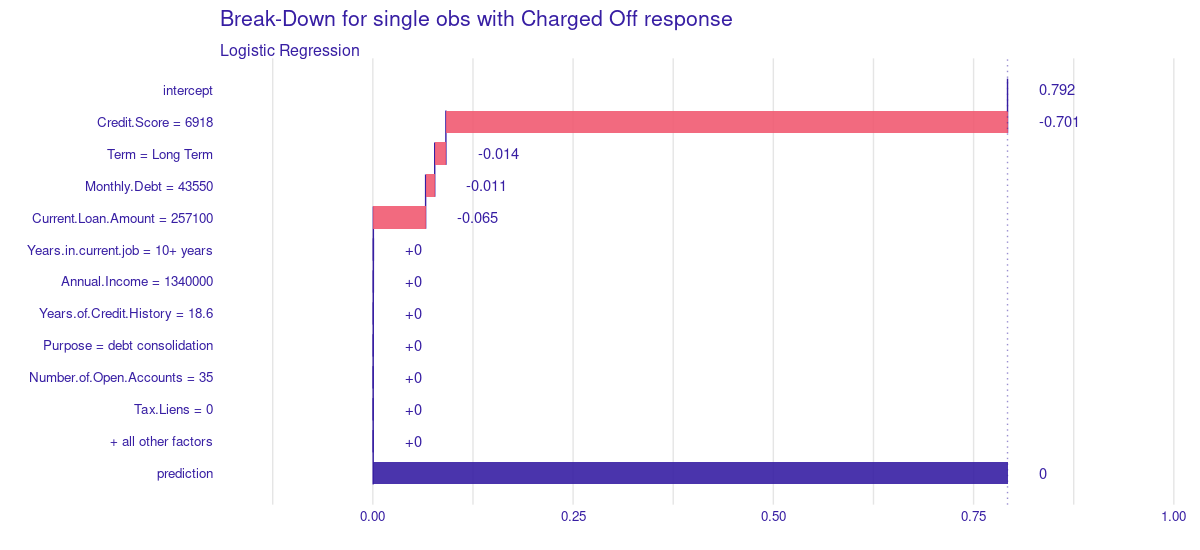 Break-Down for single obs with Charged Off response
Logistic Regression
intercept 0.792
Credit.Score = 6918 -0.701
Term = Long Term -0.014
Monthly.Debt = 43550 -0.011
Current.Loan.Amount = 257100 -0.065
Years.in.current.job = 10+ years +0
Annual.Income = 1340000 +0
Years.of.Credit.History = 18.6 +0
Purpose = debt consolidation +0
Number.of.Open.Accounts = 35 +0
Tax.Liens = 0 +0
+ all other factors +0
prediction 0
0.00 0.25 0.50 0.75 1.00